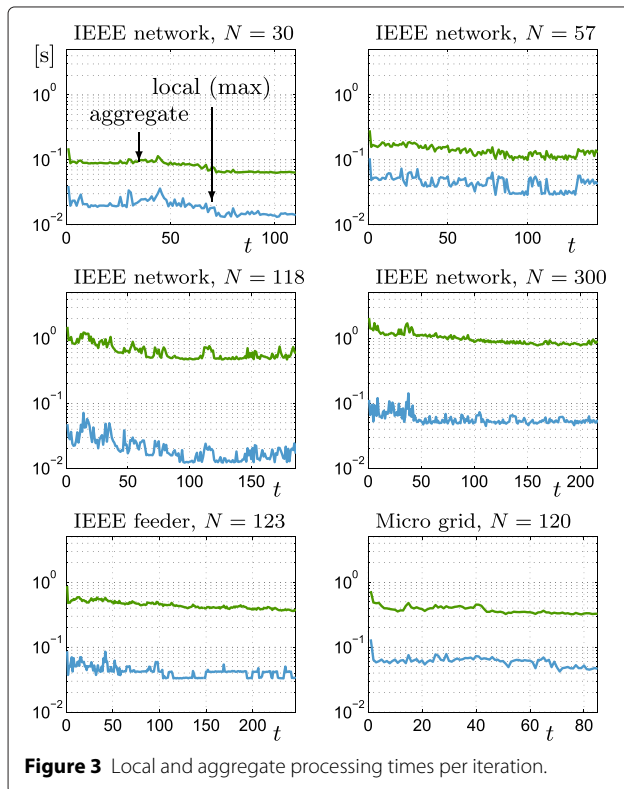 IEEE network, N = 30
IEEE network, N = 57
[s]
10^0
10^-1
10^-2
local (max)
aggregate
0 50 100
t
10^0
10^-1
10^-2
0 50 100
t
IEEE network, N = 118
IEEE network, N = 300
10^0
10^-1
10^-2
0 50 100 150
t
10^0
10^-1
10^-2
0 50 100 150 200
t
IEEE feeder, N = 123
Micro grid, N = 120
10^0
10^-1
10^-2
0 50 100 150 200
t
10^0
10^-1
10^-2
0 20 40 60 80
t
Figure 3 Local and aggregate processing times per iteration.